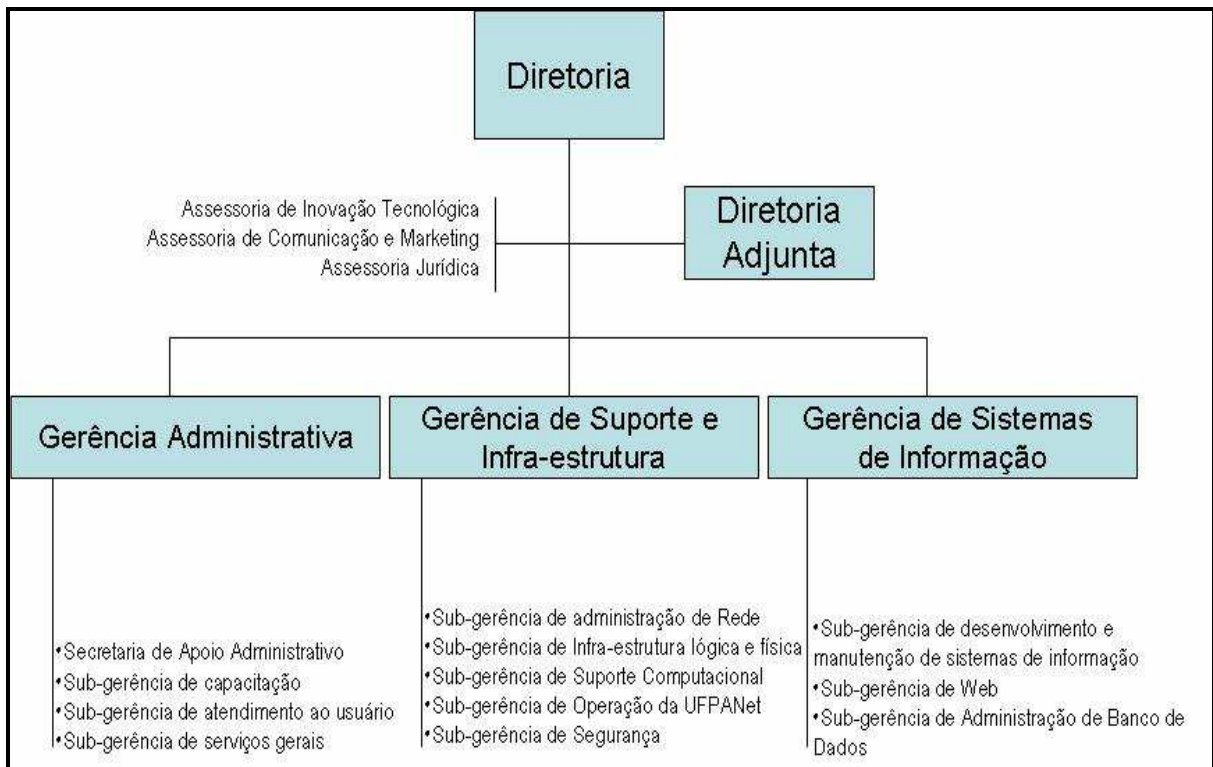 Diretoria
Assessoria de Inovação Tecnológica
Assessoria de Comunicação e Marketing
Assessoria Jurídica
Diretoria
Adjunta
Gerência Administrativa
Gerência de Suporte e
Infra-estrutura
Gerência de Sistemas
de Informação
•Secretaria de Apoio Administrativo
•Sub-gerência de capacitação
•Sub-gerência de atendimento ao usuário
•Sub-gerência de serviços gerais
•Sub-gerência de administração de Rede
•Sub-gerência de Infra-estrutura lógica e física
•Sub-gerência de Suporte Computacional
•Sub-gerência de Operação da UFPANet
•Sub-gerência de Segurança
•Sub-gerência de desenvolvimento e
manutenção de sistemas de informação
•Sub-gerência de Web
•Sub-gerência de Administração de Banco de
Dados